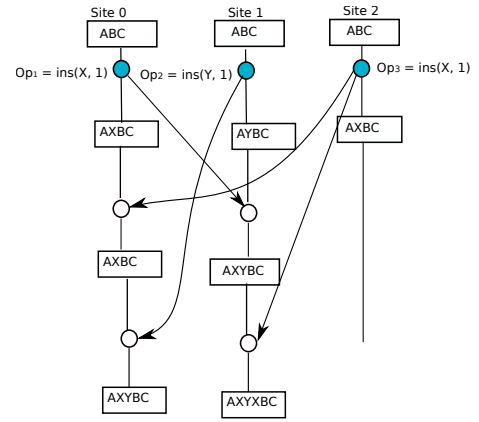 Site 0 Site 1 Site 2
ABC ABC ABC
Op₁ = ins(X, 1) Op₂ = ins(Y, 1) Op₃ = ins(X, 1)
AXBC AYBC AXBC
AXBC AXYBC
AXYBC AXYXBC